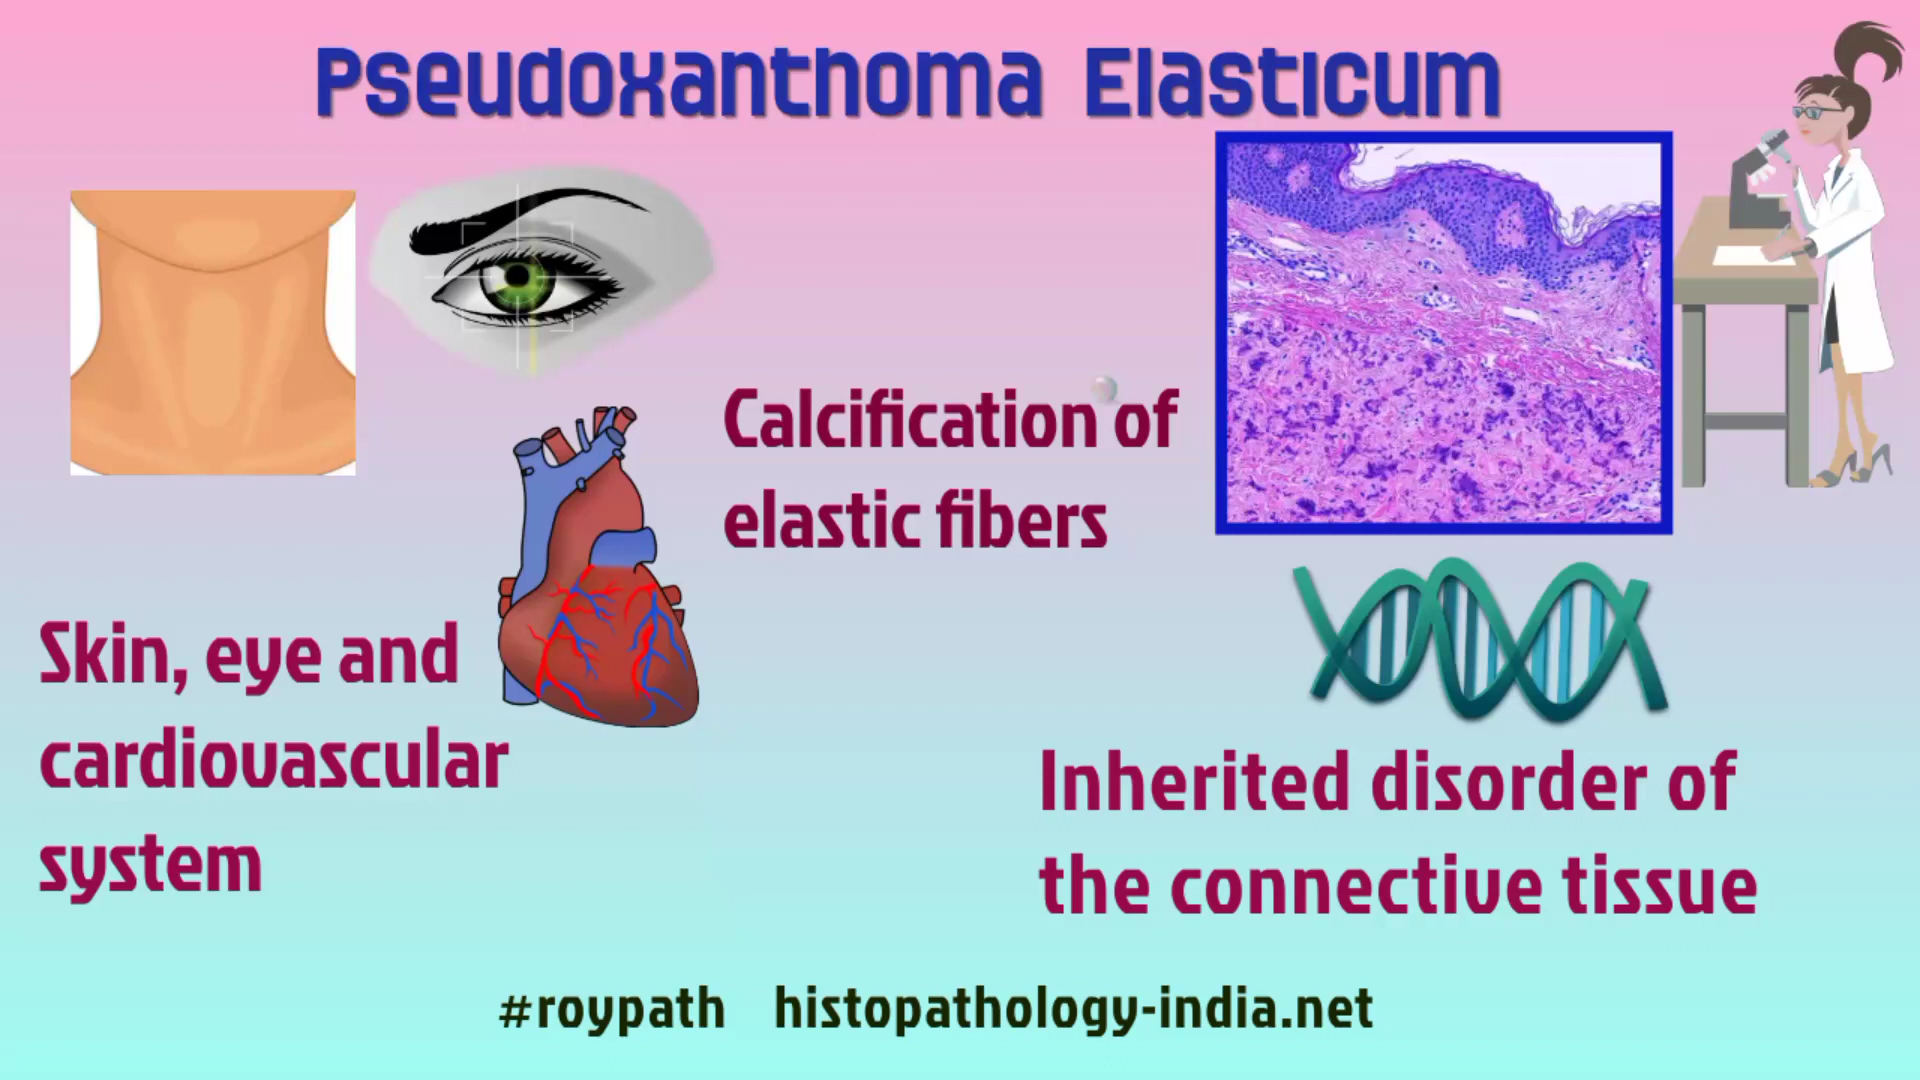 Pseudoxanthoma Elasticum
Calcification of
elastic fibers
Skin, eye and
cardiovascular
system
Inherited disorder of
the connective tissue
#roypath histopathology-india.net